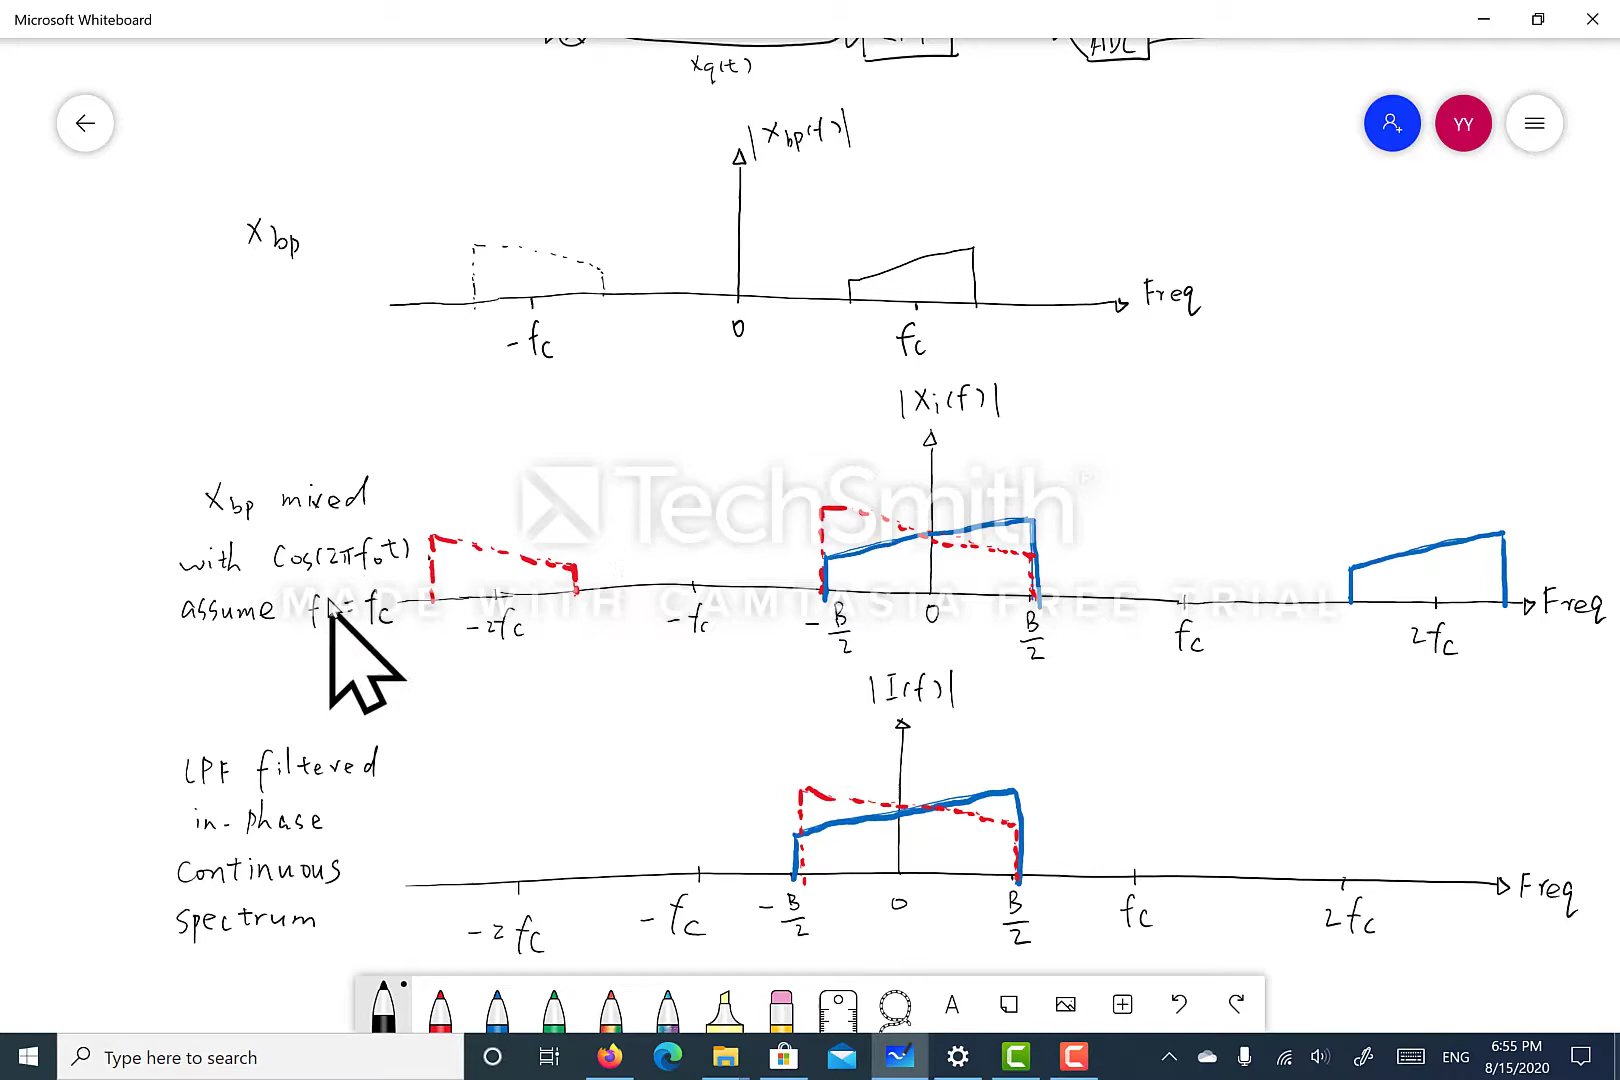 Microsoft Whiteboard
ADC
xq(t)
|Xbp(f)|
YY
Xbp
Freq
-fc
0
fc
|Xi(f)|
Xbp mixed
with Cos(2πf₀t)
assume f = fc
TechSmith®
MADE WITH CAMTASIA FREE TRIAL
-2fc
-fc
-B/2
0
B/2
fc
2fc
Freq
|I(f)|
LPF filtered
in-phase
Continuous
spectrum
-2fc
-fc
-B/2
0
B/2
fc
2fc
Freq
A
Type here to search
ENG
6:55 PM
8/15/2020